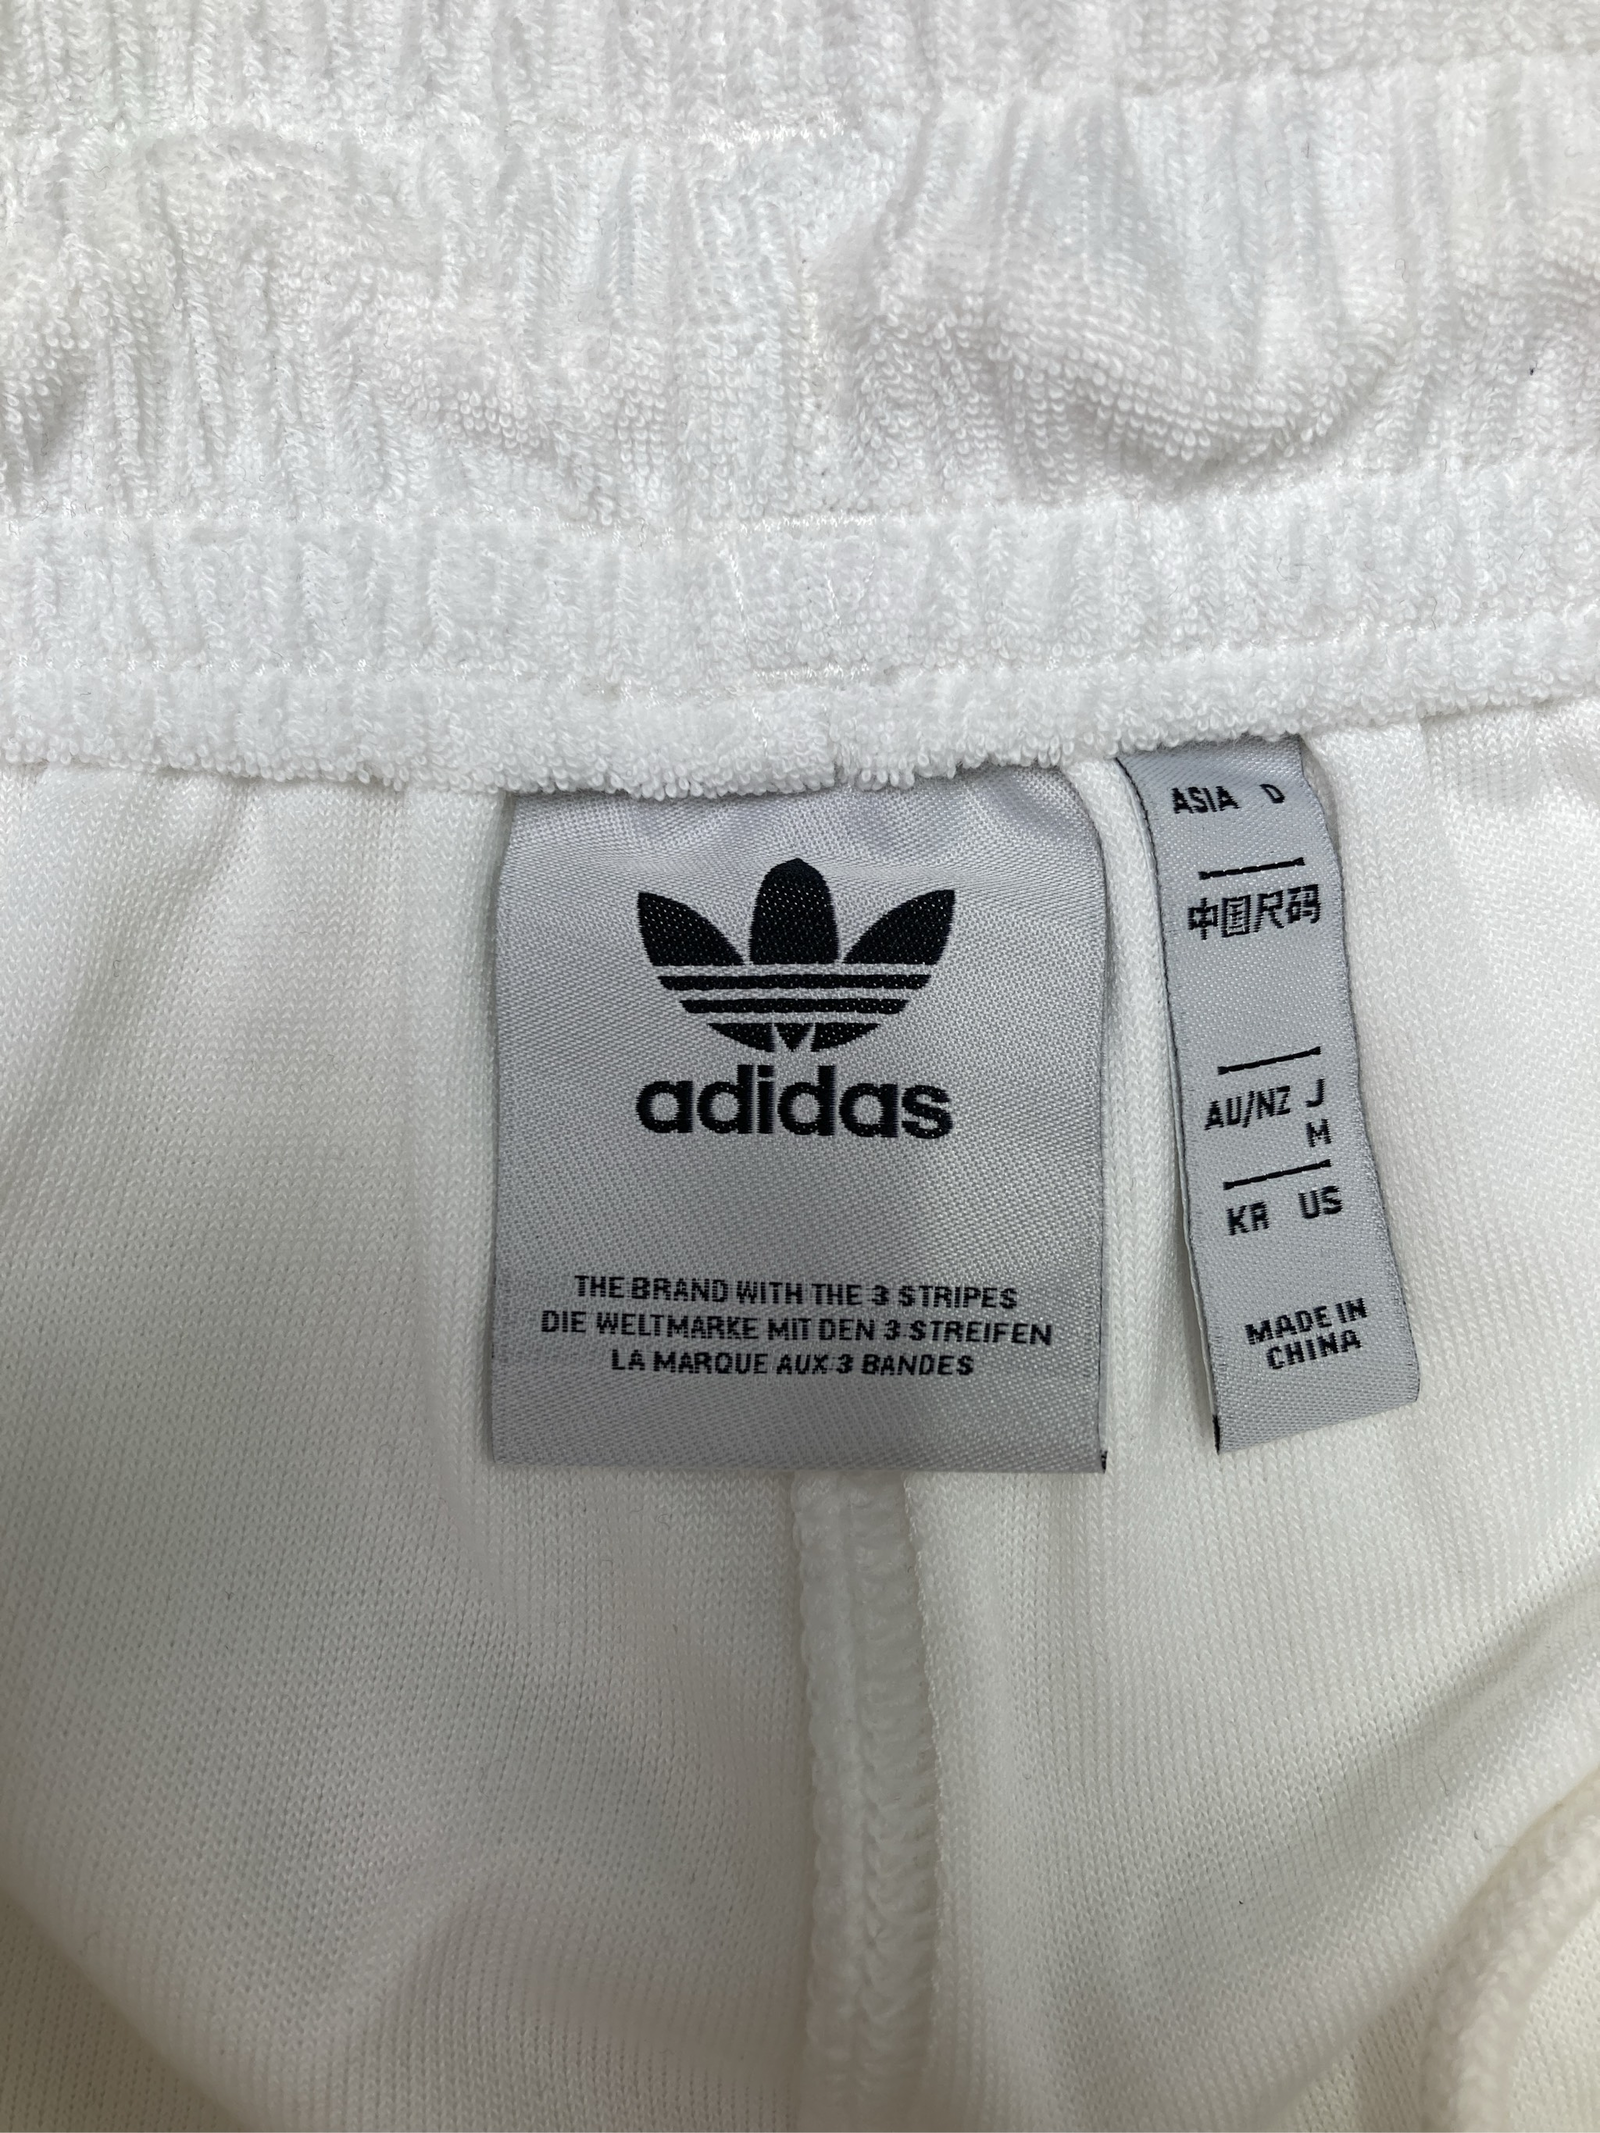 adidas
THE BRAND WITH THE 3 STRIPES
DIE WELTMARKE MIT DEN 3 STREIFEN
LA MARQUE AUX 3 BANDES
ASIA D
中国尺码
AU/NZ J
M
KR US
MADE IN
CHINA